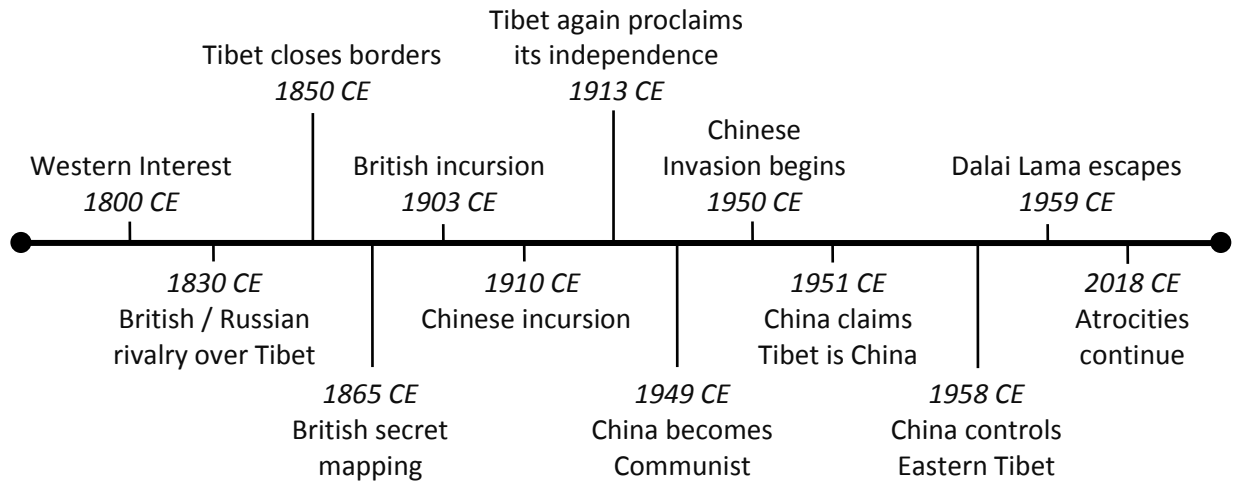 Tibet again proclaims
its independence
1913 CE
Tibet closes borders
1850 CE
Chinese
Invasion begins
1950 CE
Western Interest
1800 CE
British incursion
1903 CE
Dalai Lama escapes
1959 CE
1830 CE
British / Russian
rivalry over Tibet
1910 CE
Chinese incursion
1951 CE
China claims
Tibet is China
2018 CE
Atrocities
continue
1865 CE
British secret
mapping
1949 CE
China becomes
Communist
1958 CE
China controls
Eastern Tibet